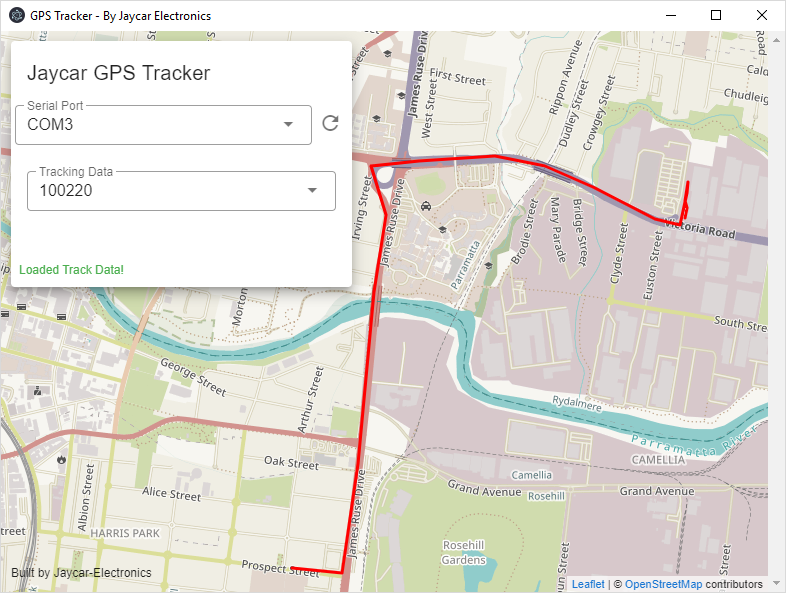 GPS Tracker - By Jaycar Electronics
Jaycar GPS Tracker
Serial Port
COM3
Tracking Data
100220
Loaded Track Data!
James Ruse Drive
West Street
First Street
Rippon Avenue
Dudley Street
Crowgey Street
Road
Chudleig
Irving Street
James Ruse Drive
Parramatta
Brodie Street
Mary Parade
Bridge Street
Clyde Street
Euston Street
Victoria Road
South Stre
Morton
George Street
Arthur Street
Rydalmere
Parramatta River
CAMELLIA
Oak Street
Camellia
Grand Avenue
Rosehill
Grand Avenue
Albion Street
Alice Street
HARRIS PARK
James Ruse Drive
Rosehill
Gardens
treet
Prospect Street
Street
Built by Jaycar-Electronics
Leaflet | © OpenStreetMap contributors